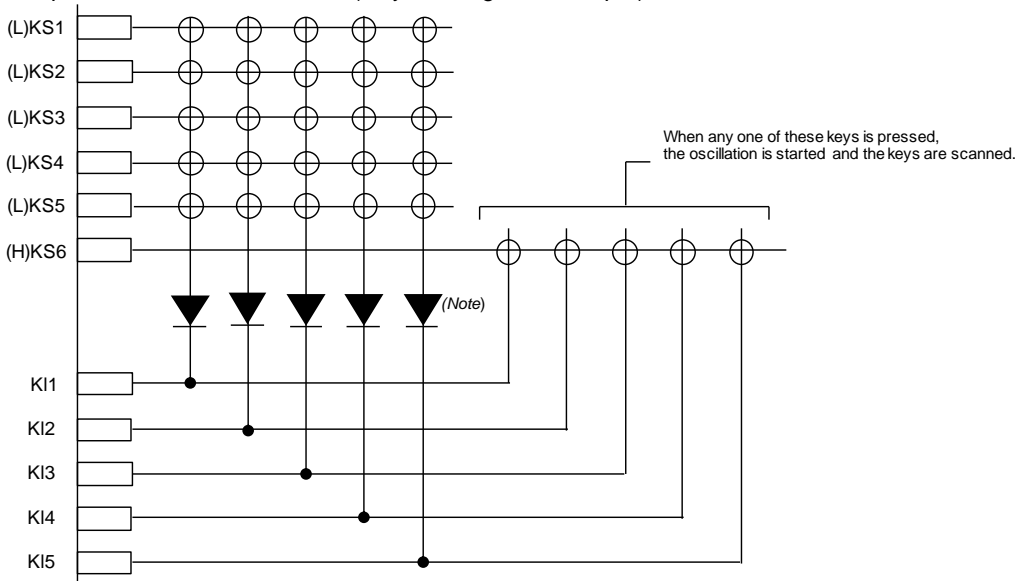 (L)KS1
(L)KS2
(L)KS3
(L)KS4
(L)KS5
(H)KS6
When any one of these keys is pressed,
the oscillation is started and the keys are scanned.
(Note)
KI1
KI2
KI3
KI4
KI5